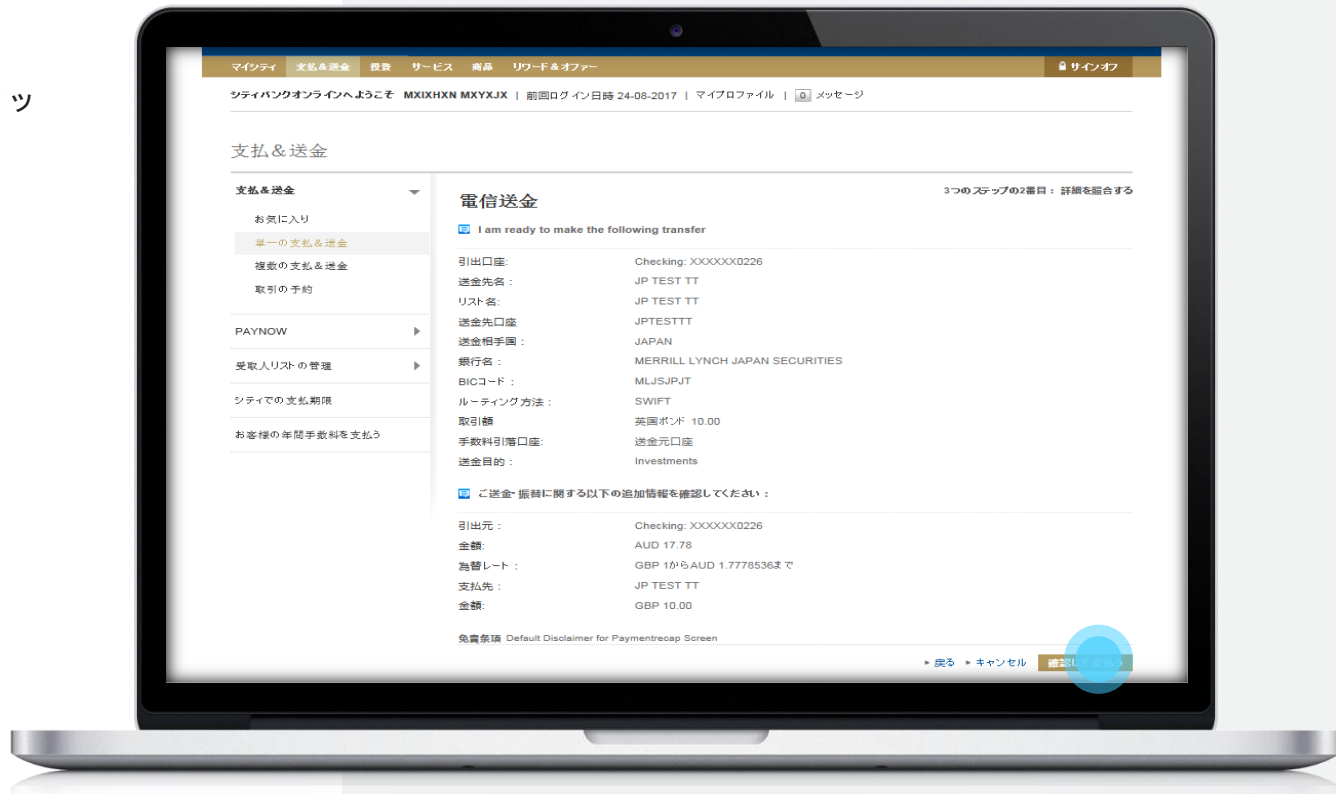 ッ
マイシティ 支払&送金 投資 サービス 商品 リワード&オファー サインオフ
シティバンクオンラインへようこそ MXIXHXN MXYXJX | 前回ログイン日時 24-08-2017 | マイプロファイル | 0 メッセージ
支払&送金
支払&送金
お気に入り
単一の支払&送金
複数の支払&送金
取引の予約
PAYNOW
受取人リストの管理
シティでの支払期限
お客様の年間手数料を支払う
電信送金 3つのステップの2番目: 詳細を照合する
I am ready to make the following transfer
引出口座: Checking: XXXXXX0226
送金先名: JP TEST TT
リスト名: JP TEST TT
送金先口座 JPTESTTT
送金相手国: JAPAN
銀行名: MERRILL LYNCH JAPAN SECURITIES
BICコード: MLJSJPJT
ルーティング方法: SWIFT
取引額 英国ポンド 10.00
手数料引落口座: 送金元口座
送金目的: Investments
ご送金・振替に関する以下の追加情報を確認してください:
引出元: Checking: XXXXXX0226
金額: AUD 17.78
為替レート: GBP 1からAUD 1.7778536まで
支払先: JP TEST TT
金額: GBP 10.00
免責条項 Default Disclaimer for Paymentrecap Screen
戻る キャンセル 確認して支払う